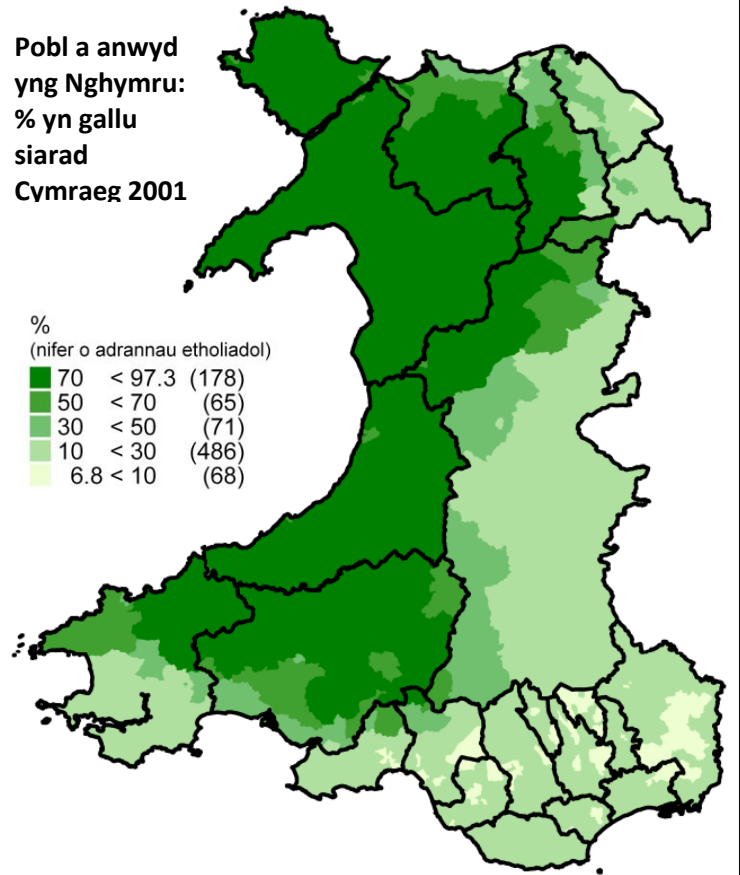 Pobl a anwyd
yng Nghymru:
% yn gallu
siarad
Cymraeg 2001
%
(nifer o adrannau etholiadol)
70 < 97.3 (178)
50 < 70 (65)
30 < 50 (71)
10 < 30 (486)
6.8 < 10 (68)